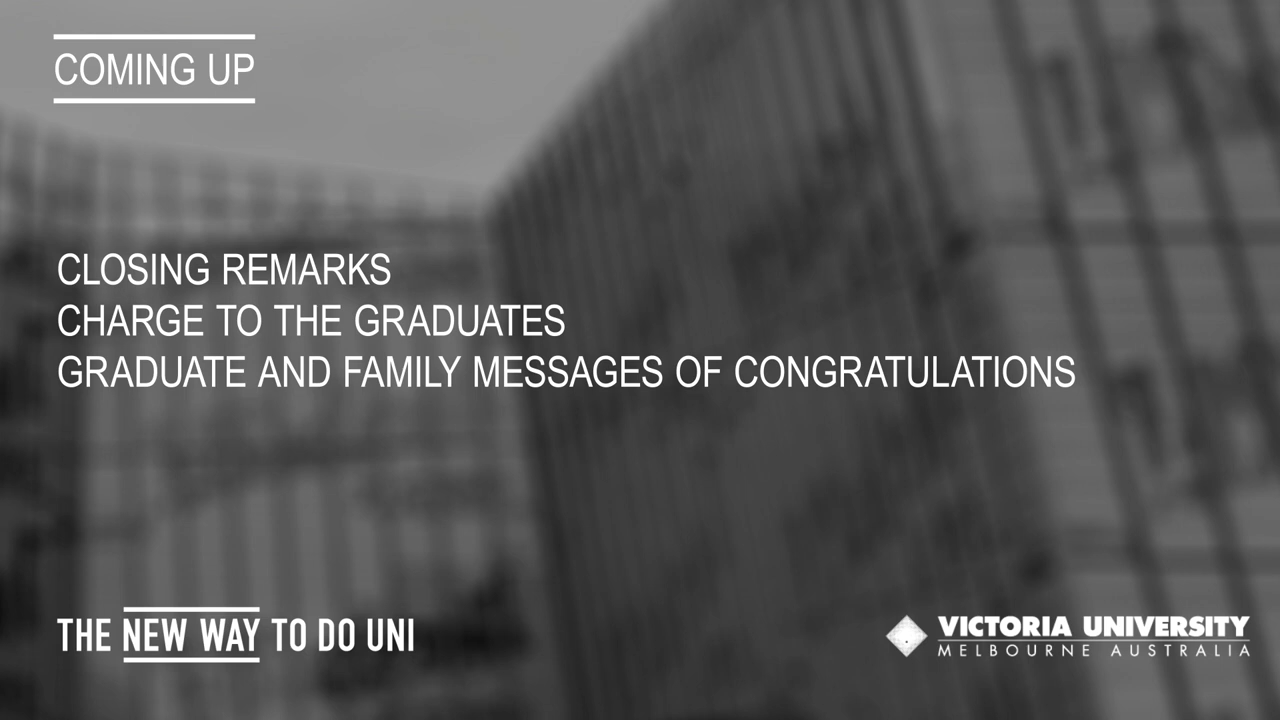 COMING UP
CLOSING REMARKS
CHARGE TO THE GRADUATES
GRADUATE AND FAMILY MESSAGES OF CONGRATULATIONS
THE NEW WAY TO DO UNI
VICTORIA UNIVERSITY
MELBOURNE AUSTRALIA